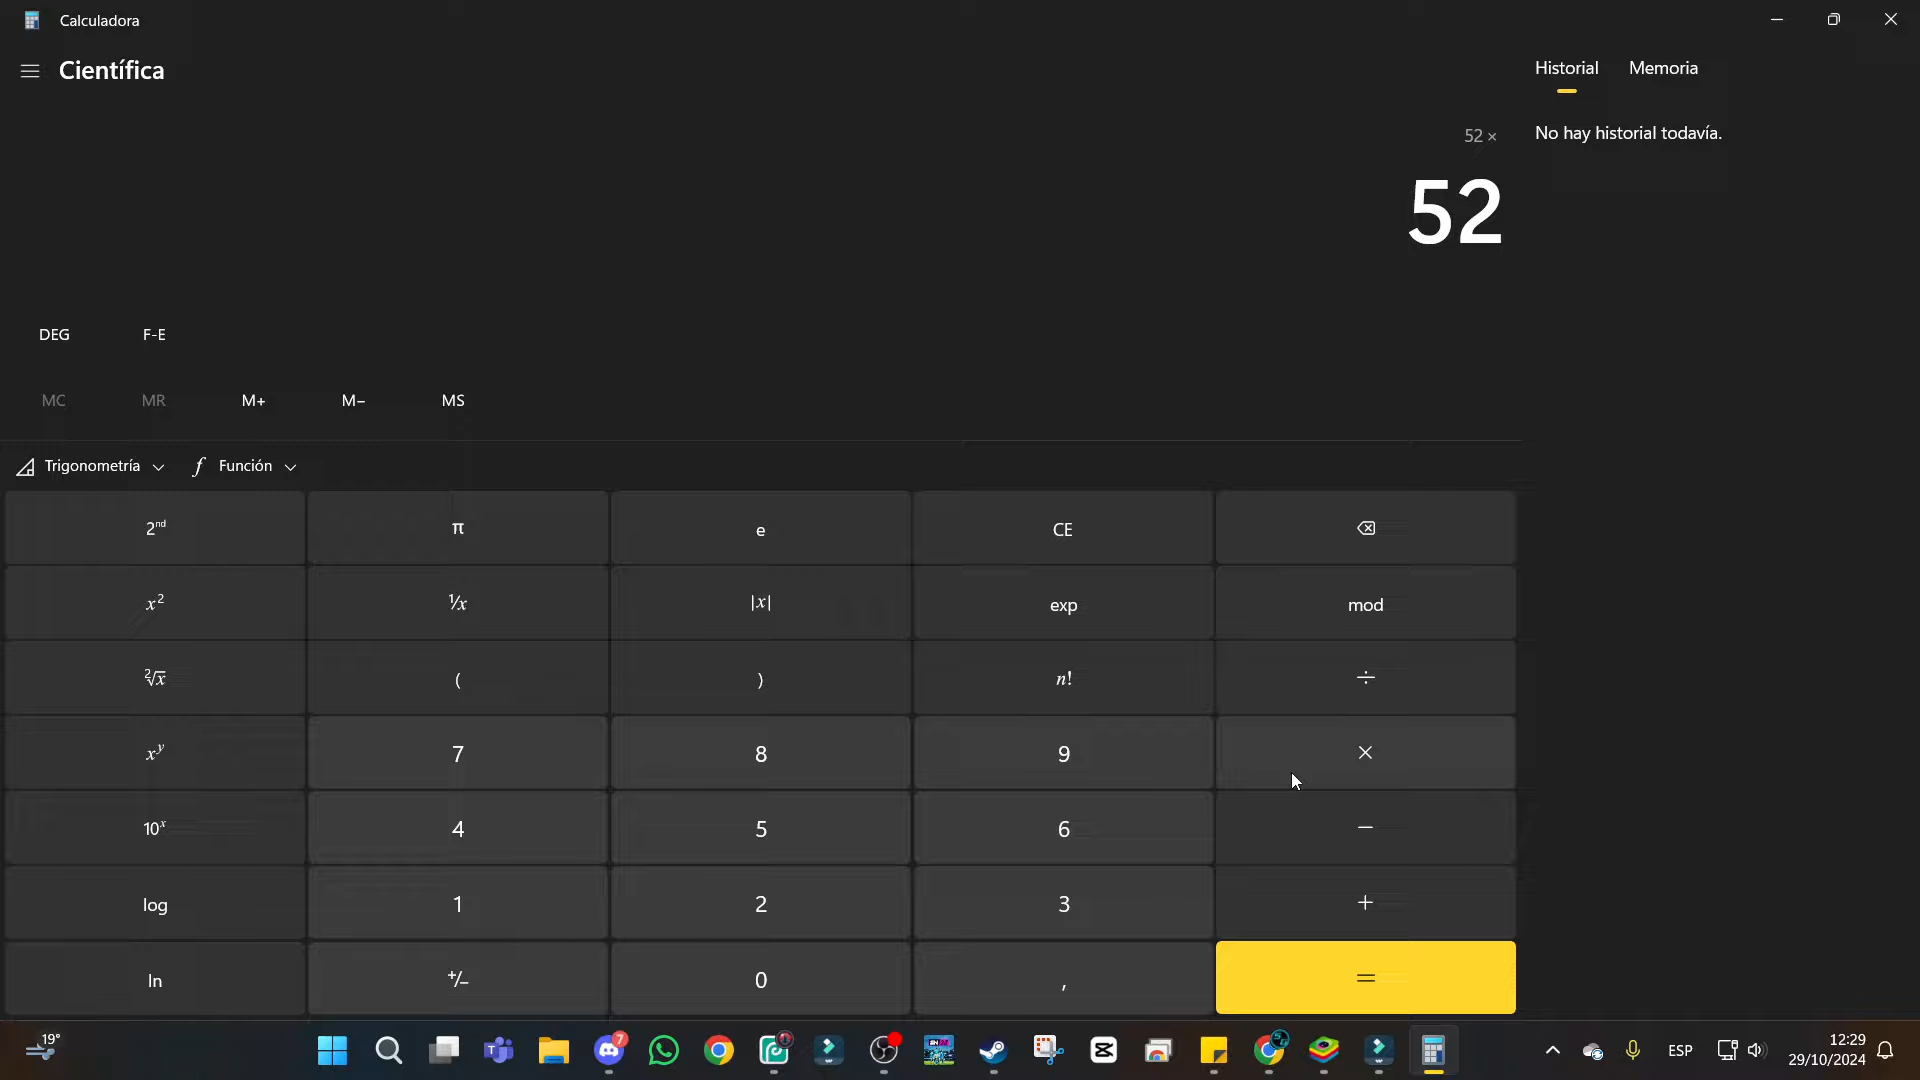 Calculadora
Científica
Historial Memoria
52 ×
No hay historial todavía.
52
DEG F-E
MC MR M+ M− MS
Trigonometría f Función
2ⁿᵈ π e CE
x² ¹/x |x| exp mod
²√x ( ) n! ÷
xʸ 7 8 9 ×
10ˣ 4 5 6 −
log 1 2 3 +
ln +/− 0 , =
19°
7
ESP
12:29
29/10/2024